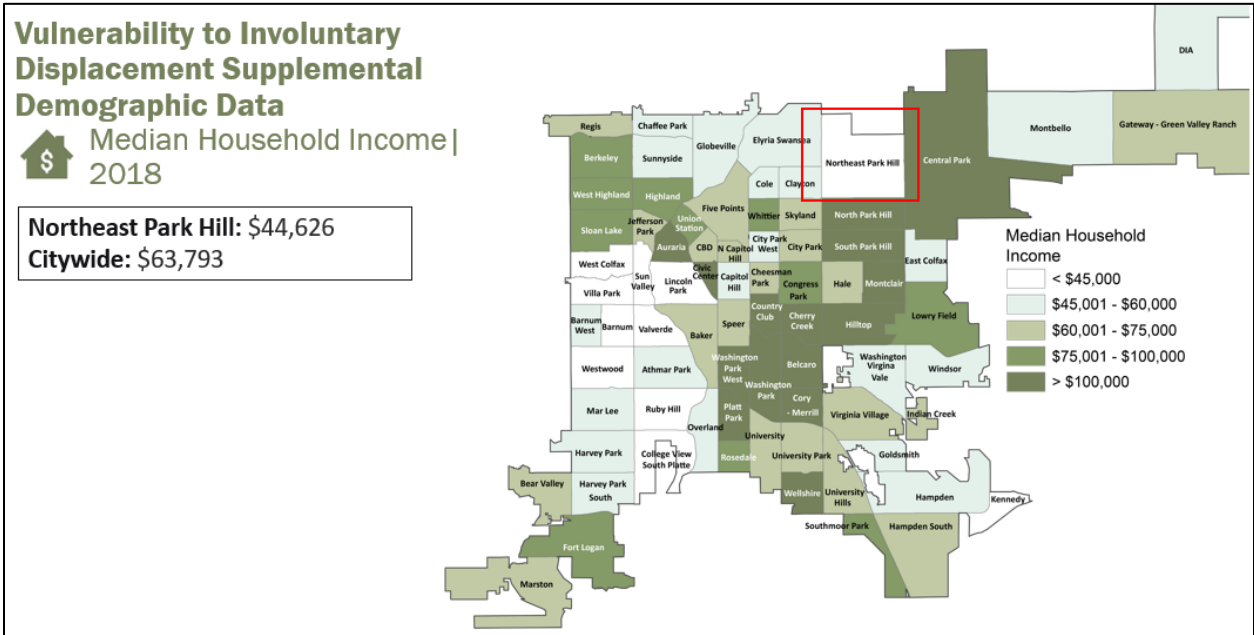 Vulnerability to Involuntary
Displacement Supplemental
Demographic Data
$
Median Household Income|
2018
Northeast Park Hill: $44,626
Citywide: $63,793
DIA
Regis
Chaffee Park
Globeville
Elyria Swansea
Montbello
Gateway - Green Valley Ranch
Berkeley
Sunnyside
Northeast Park Hill
Central Park
West Highland
Highland
Cole
Clayton
Sloan Lake
Jefferson
Park
Union
Station
Five Points
Whittier
Skyland
North Park Hill
Auraria
CBD
N Capitol
Hill
City Park
West
City Park
South Park Hill
West Colfax
Sun
Valley
Lincoln
Park
Civic
Center
Capitol
Hill
Cheesman
Park
Congress
Park
Hale
Montclair
East Colfax
Villa Park
Country
Club
Cherry
Creek
Hilltop
Lowry Field
Barnum
West
Barnum
Valverde
Baker
Speer
Westwood
Athmar Park
Washington
Park
West
Belcaro
Washington
Virgina
Vale
Windsor
Washington
Park
Mar Lee
Ruby Hill
Overland
Platt
Park
Cory
- Merrill
Virginia Village
Indian Creek
Harvey Park
College View
South Platte
Rosedale
University
University Park
Goldsmith
Bear Valley
Harvey Park
South
Wellshire
University
Hills
Hampden
Kennedy
Fort Logan
Southmoor Park
Hampden South
Marston
Median Household
Income
< $45,000
$45,001 - $60,000
$60,001 - $75,000
$75,001 - $100,000
> $100,000